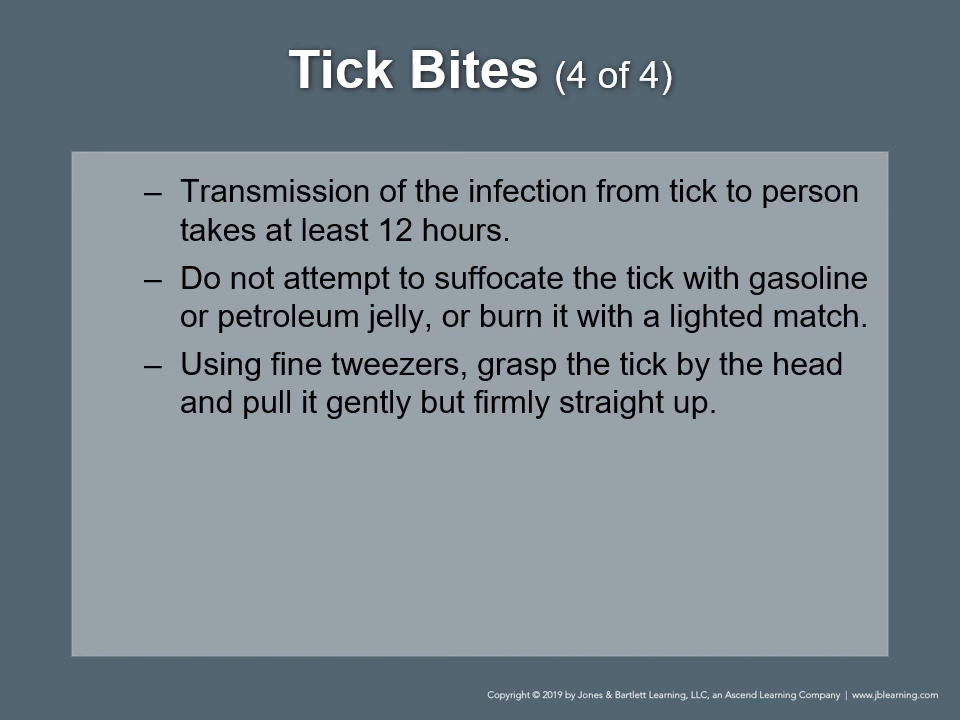 Tick Bites (4 of 4)
– Transmission of the infection from tick to person
takes at least 12 hours.
– Do not attempt to suffocate the tick with gasoline
or petroleum jelly, or burn it with a lighted match.
– Using fine tweezers, grasp the tick by the head
and pull it gently but firmly straight up.
Copyright © 2019 by Jones & Bartlett Learning, LLC, an Ascend Learning Company | www.jblearning.com